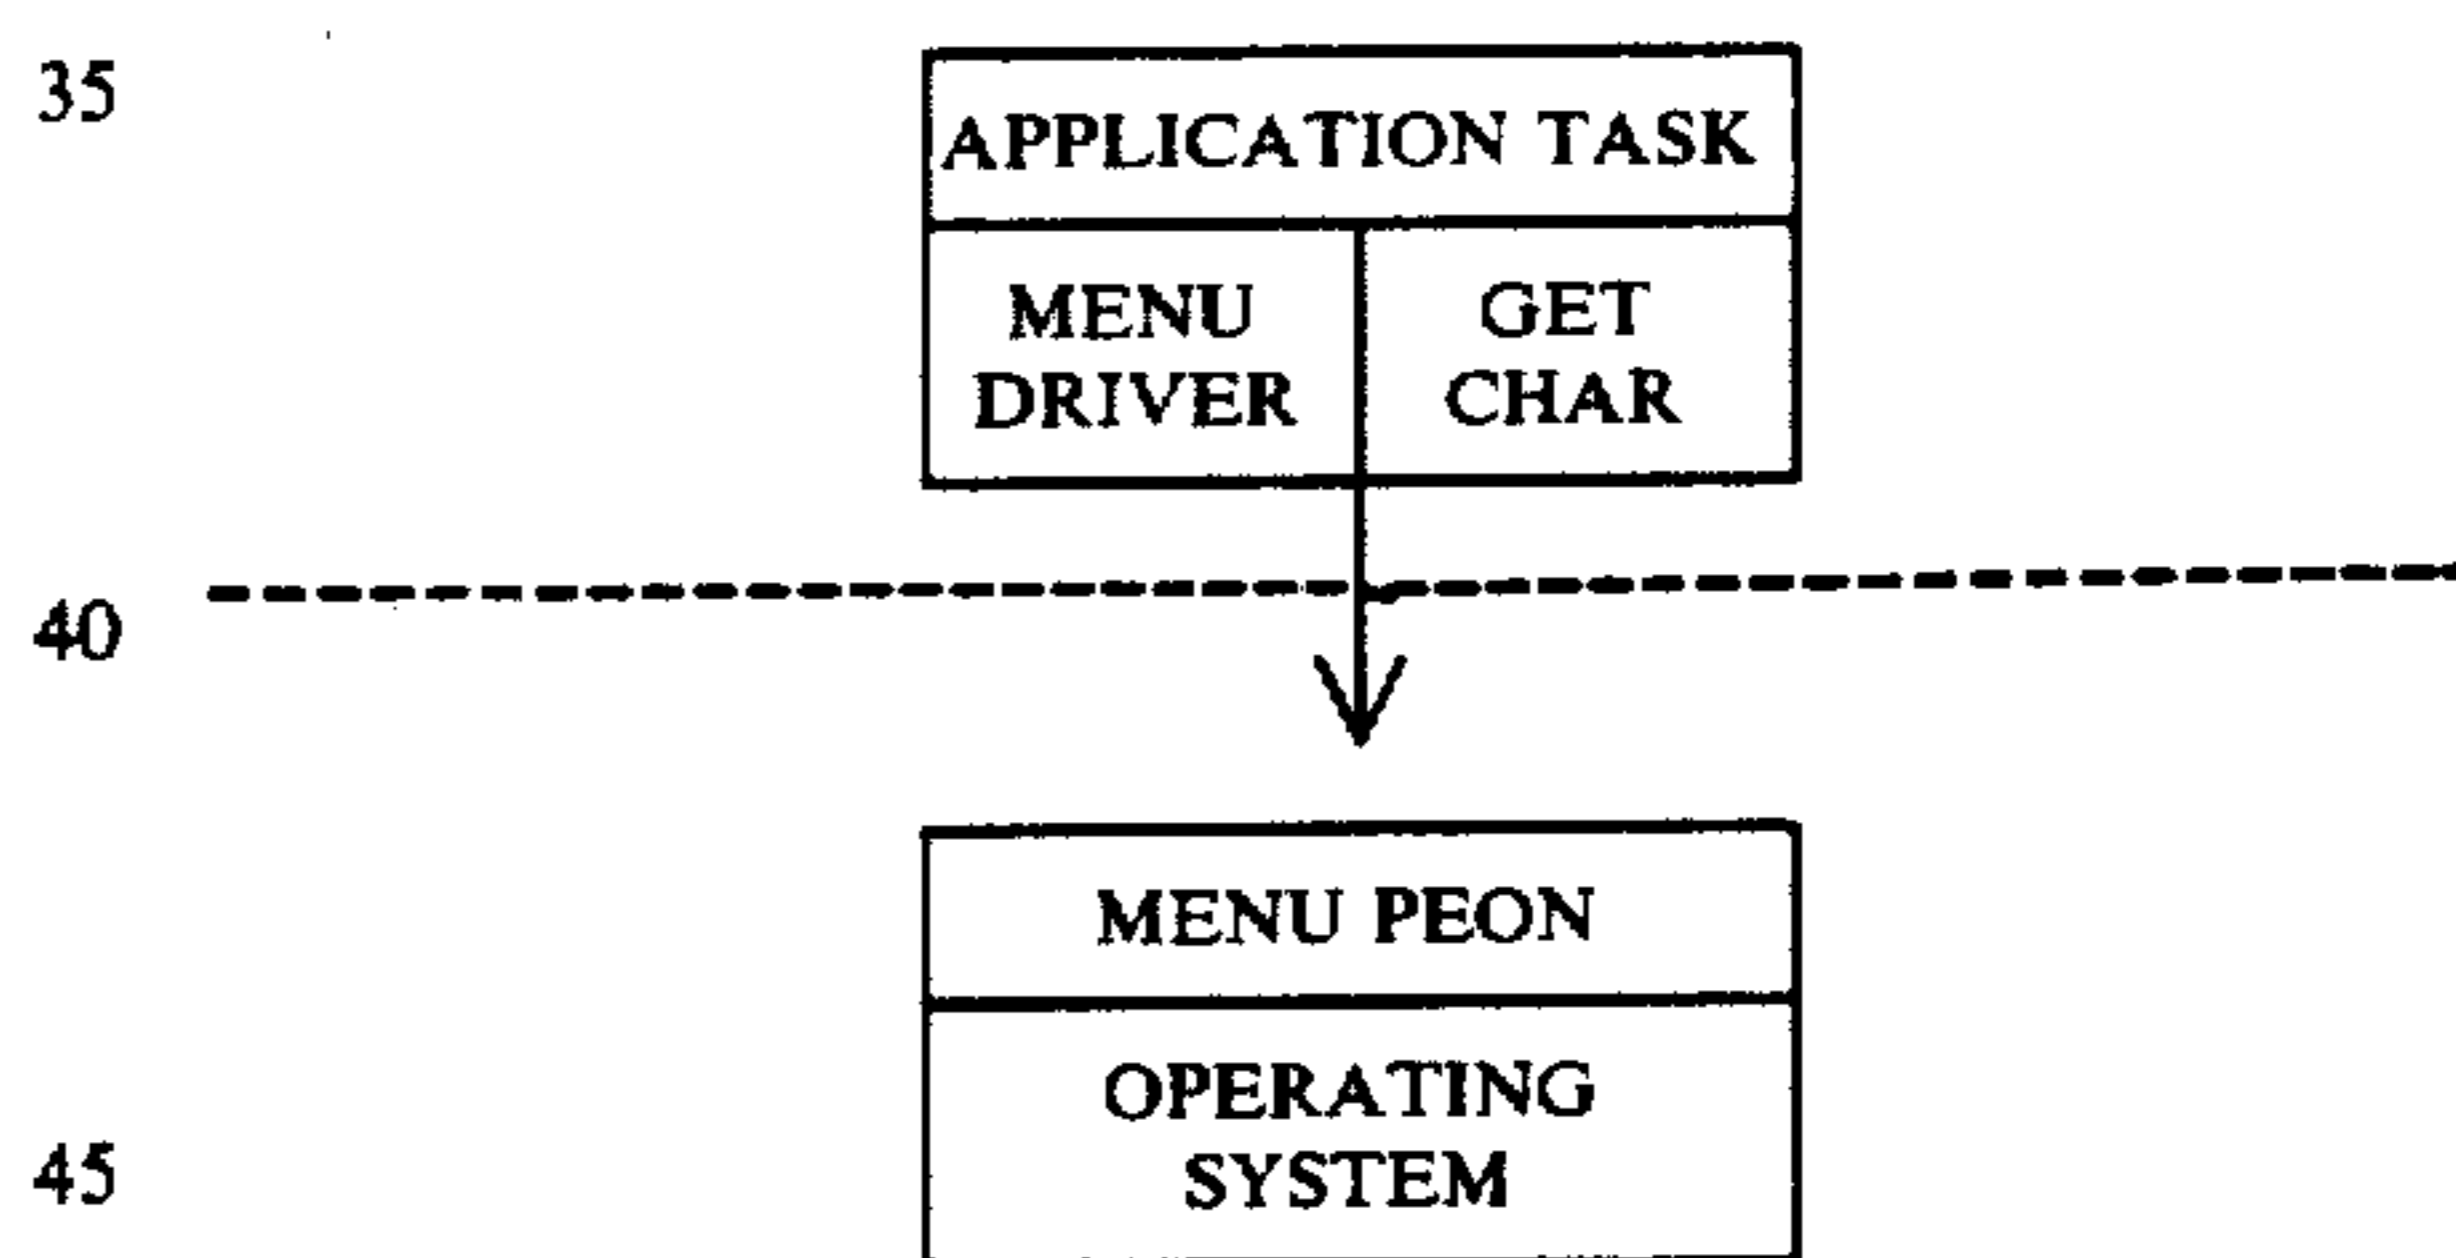 35
APPLICATION TASK
MENU GET
DRIVER CHAR
40
MENU PEON
OPERATING
45
SYSTEM